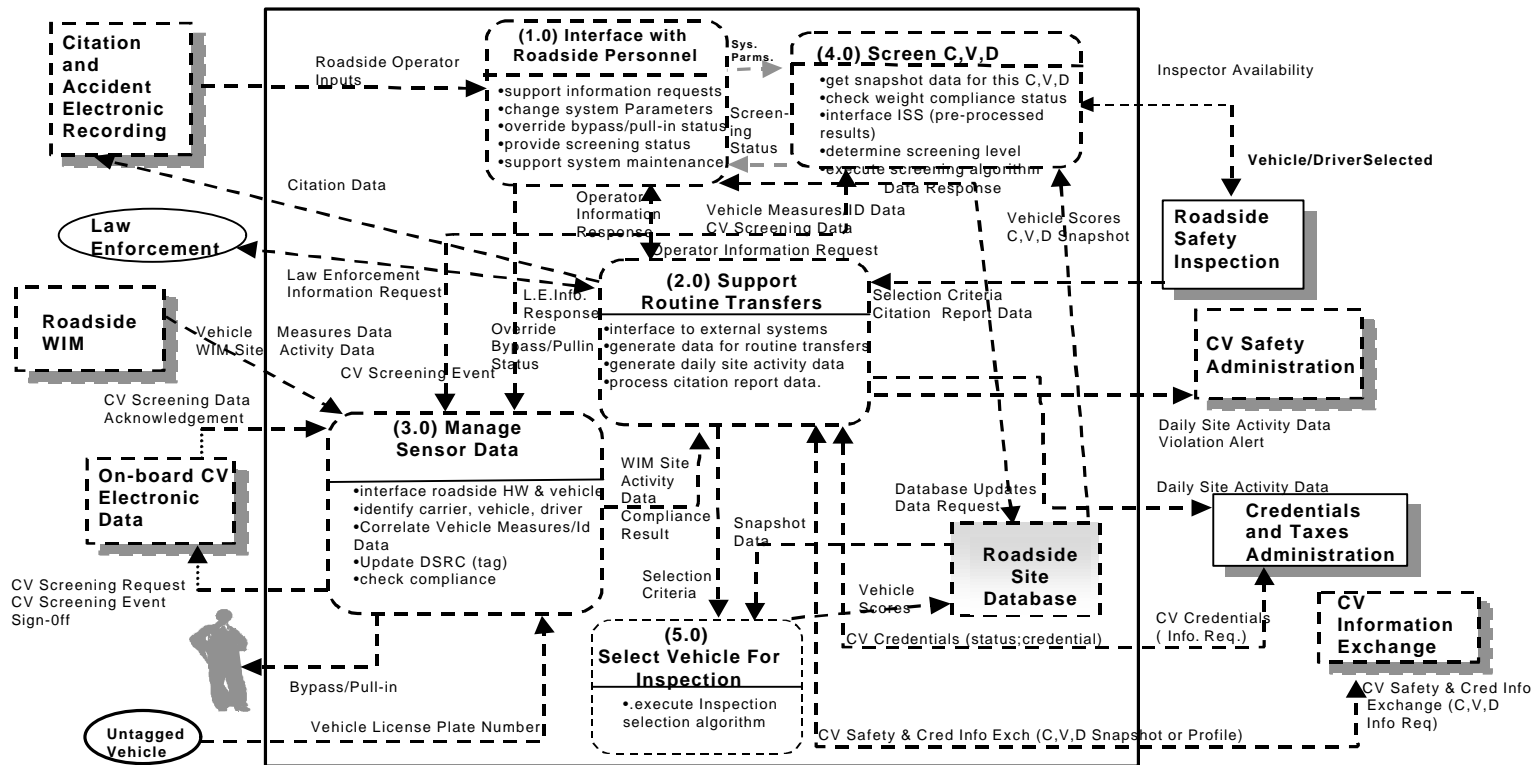 Citation
and
Accident
Electronic
Recording
Roadside Operator
Inputs
(1.0) Interface with
Roadside Personnel
•support information requests
•change system Parameters
•override bypass/pull-in status
•provide screening status
•support system maintenance
Sys.
Parms.
Screen-
ing
Status
(4.0) Screen C,V,D
•get snapshot data for this C,V,D
•check weight compliance status
•interface ISS (pre-processed
results)
•determine screening level
•execute screening algorithm
Data Response
Inspector Availability
Vehicle/DriverSelected
Citation Data
Operator
Information
Response
Vehicle Measures/ID Data
CV Screening Data
Operator Information Request
Vehicle Scores
C,V,D Snapshot
Roadside
Safety
Inspection
Law
Enforcement
Law Enforcement
Information Request
L.E.Info.
Response
Override
Bypass/Pullin
Status
(2.0) Support
Routine Transfers
•interface to external systems
•generate data for routine transfers
•generate daily site activity data
•process citation report data.
Selection Criteria
Citation Report Data
Roadside
WIM
Vehicle Measures Data
WIM Site Activity Data
CV Screening Event
CV Safety
Administration
CV Screening Data
Acknowledgement
Daily Site Activity Data
Violation Alert
(3.0) Manage
Sensor Data
•interface roadside HW & vehicle
•identify carrier, vehicle, driver
•Correlate Vehicle Measures/Id
Data
•Update DSRC (tag)
•check compliance
On-board CV
Electronic
Data
WIM Site
Activity
Data
Compliance
Result
Snapshot
Data
Database Updates
Data Request
Daily Site Activity Data
Credentials
and Taxes
Administration
Roadside
Site
Database
CV Screening Request
CV Screening Event
Sign-0ff
Selection
Criteria
Vehicle
Scores
CV Credentials (status;credential)
CV Credentials
( Info. Req.)
CV
Information
Exchange
(5.0)
Select Vehicle For
Inspection
•.execute Inspection
selection algorithm
Bypass/Pull-in
CV Safety & Cred Info
Exchange (C,V,D
Info Req)
Untagged
Vehicle
Vehicle License Plate Number
CV Safety & Cred Info Exch (C,V,D Snapshot or Profile)